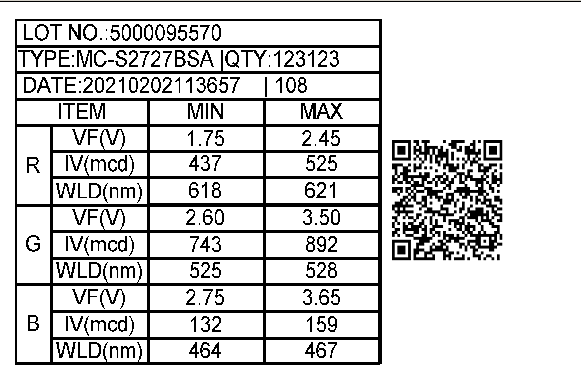 LOT NO.:5000095570
TYPE:MC-S2727BSA |QTY:123123
DATE:20210202113657 | 108
ITEM MIN MAX
R
VF(V) 1.75 2.45
IV(mcd) 437 525
WLD(nm) 618 621
G
VF(V) 2.60 3.50
IV(mcd) 743 892
WLD(nm) 525 528
B
VF(V) 2.75 3.65
IV(mcd) 132 159
WLD(nm) 464 467